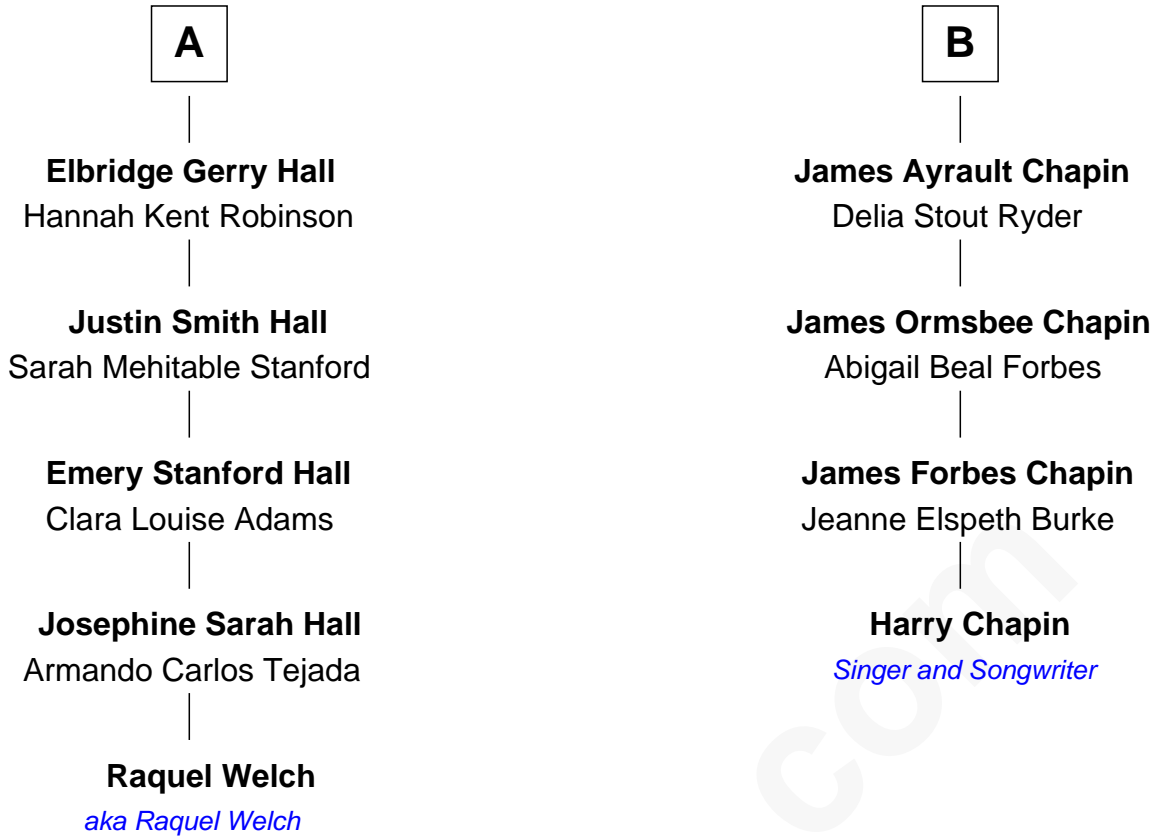 A
Elbridge Gerry Hall
Hannah Kent Robinson
Justin Smith Hall
Sarah Mehitable Stanford
Emery Stanford Hall
Clara Louise Adams
Josephine Sarah Hall
Armando Carlos Tejada
Raquel Welch
aka Raquel Welch
B
James Ayrault Chapin
Delia Stout Ryder
James Ormsbee Chapin
Abigail Beal Forbes
James Forbes Chapin
Jeanne Elspeth Burke
Harry Chapin
Singer and Songwriter
com